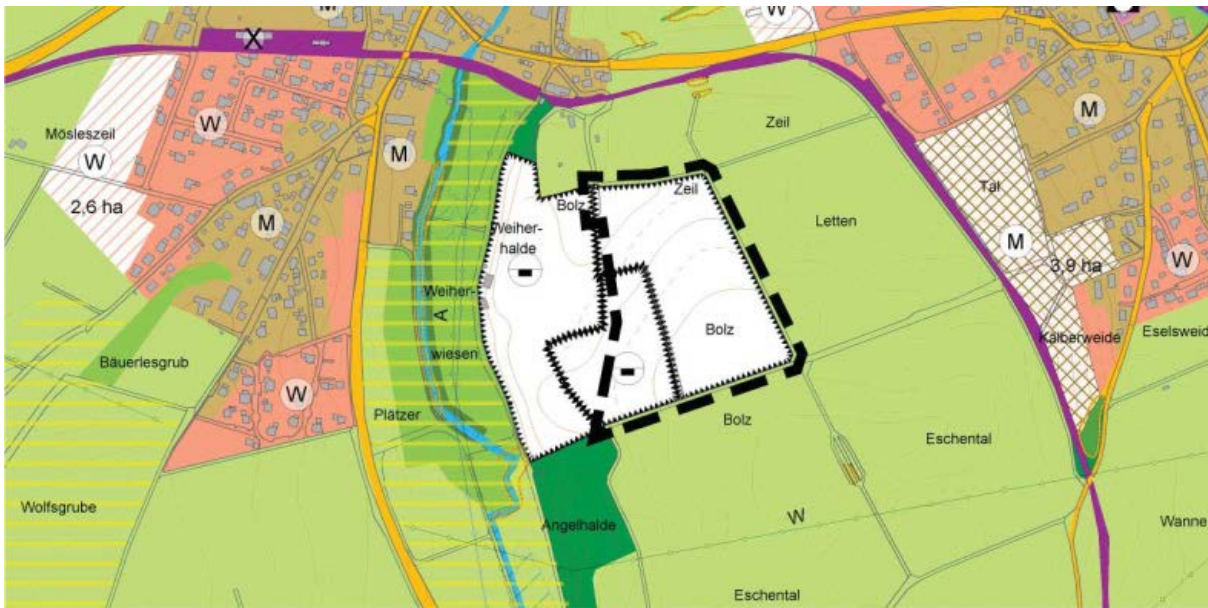 M
W
X
Mösleszeil
W
W
M
M
2,6 ha
Zeil
M
Bolz
Zeil
Weiher-
halde
Letten
Tal
M
W
3,9 ha
Weiher-
A
wiesen
Bolz
Kälberweide
Eselsweid
Bäuerlesgrub
W
Plätzer
Bolz
Eschental
Wolfsgrube
Angelhalde
W
Wanne
Eschental